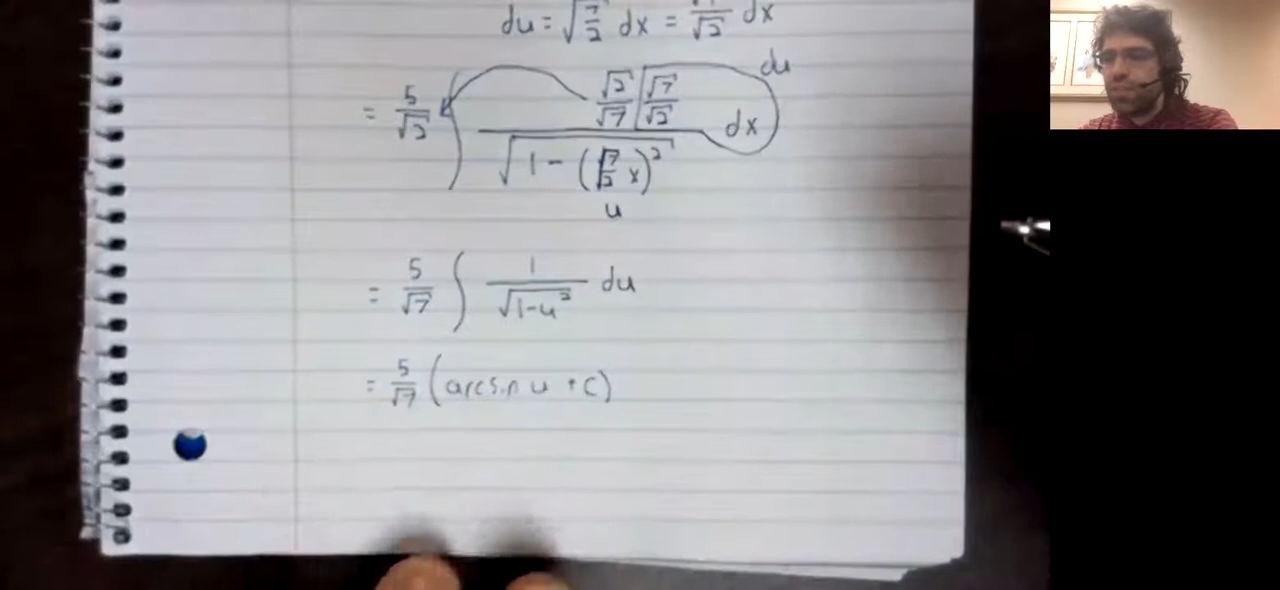 du = √(7/2) dx = √7/√2 dx
= 5/√2 ∫ (√2/√7) (√7/√2) dx / √(1 - (√(7/2) x)²) du
u
= 5/√7 ∫ 1/√(1-u²) du
= 5/√7 (arcsin u + C)